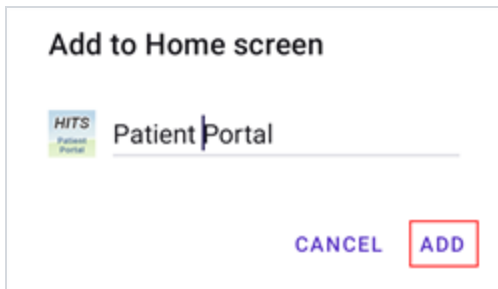 Add to Home screen
HITS
Patient
Portal
Patient Portal
CANCEL ADD